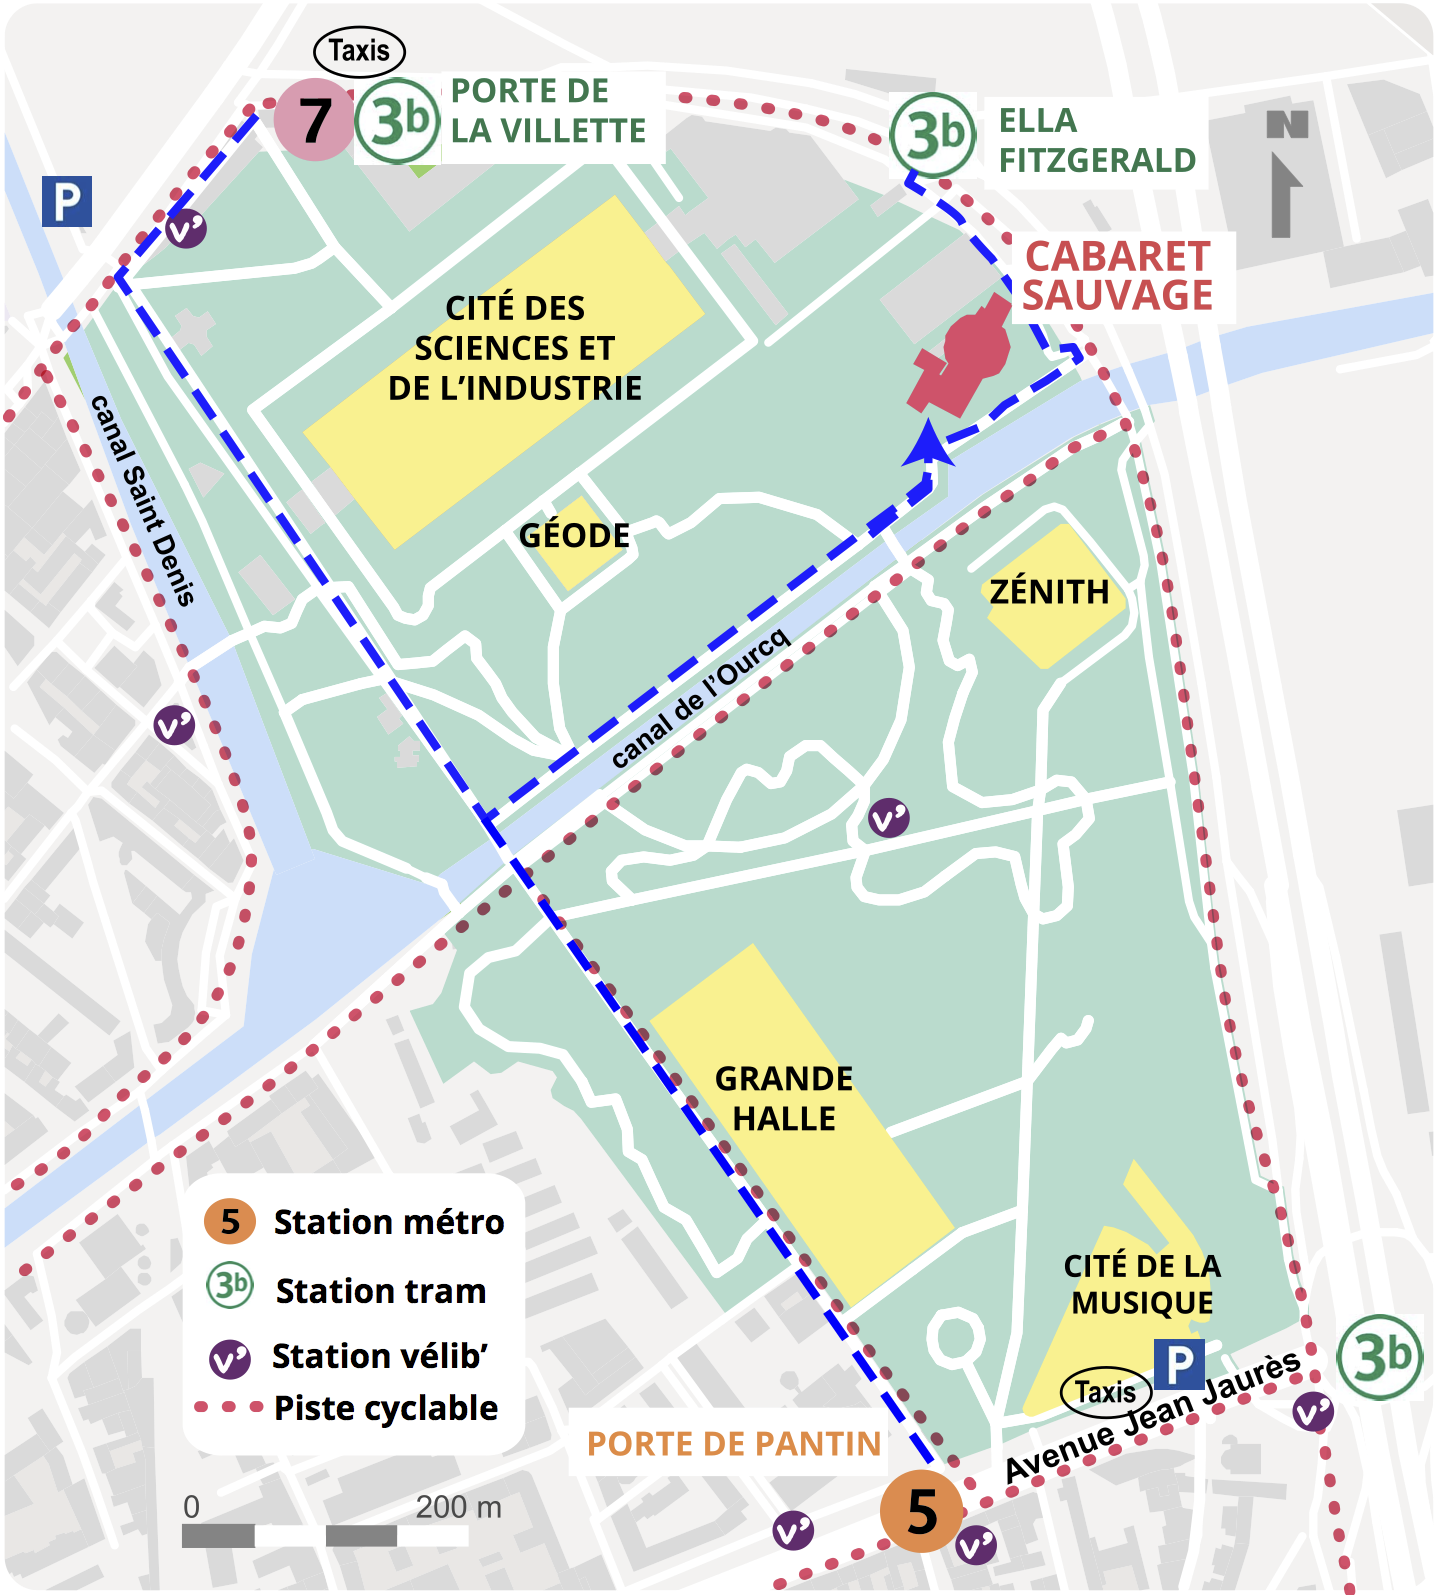 Taxis
7
3b
PORTE DE
LA VILLETTE
3b
ELLA
FITZGERALD
N
P
v'
CABARET
SAUVAGE
CITÉ DES
SCIENCES ET
DE L'INDUSTRIE
canal Saint Denis
GÉODE
ZÉNITH
canal de l'Ourcq
v'
v'
GRANDE
HALLE
5 Station métro
3b Station tram
v' Station vélib'
Piste cyclable
CITÉ DE LA
MUSIQUE
P
Taxis
3b
Avenue Jean Jaurès
v'
PORTE DE PANTIN
5
v'
v'
0 200 m